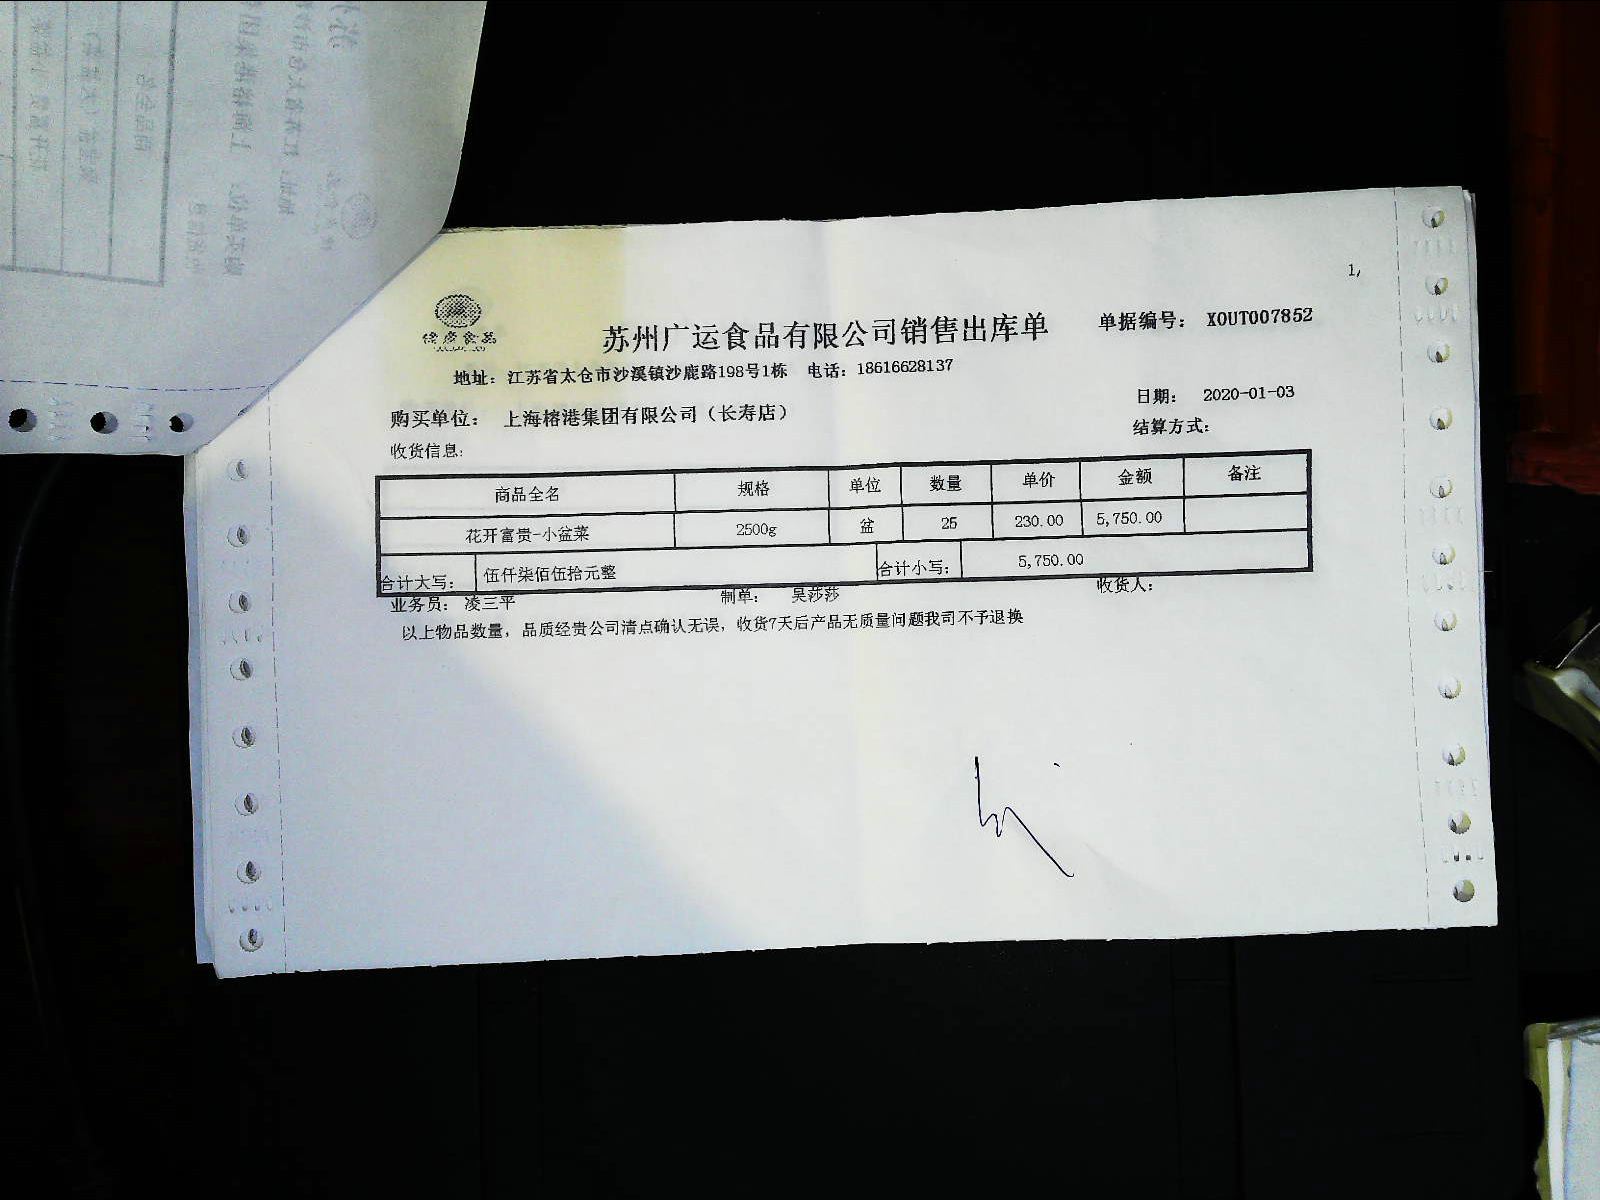 1,
苏州广运食品有限公司销售出库单 单据编号: XOUT007852
地址: 江苏省太仓市沙溪镇沙鹿路198号1栋 电话: 18616628137
日期: 2020-01-03
购买单位: 上海榕港集团有限公司（长寿店）
结算方式:
收货信息:
商品全名 规格 单位 数量 单价 金额 备注
花开富贵-小盆菜 2500g 盆 25 230.00 5,750.00
合计大写: 伍仟柒佰伍拾元整 合计小写: 5,750.00
业务员: 凌三平 制单: 吴莎莎 收货人:
以上物品数量，品质经贵公司清点确认无误，收货7天后产品无质量问题我司不予退换